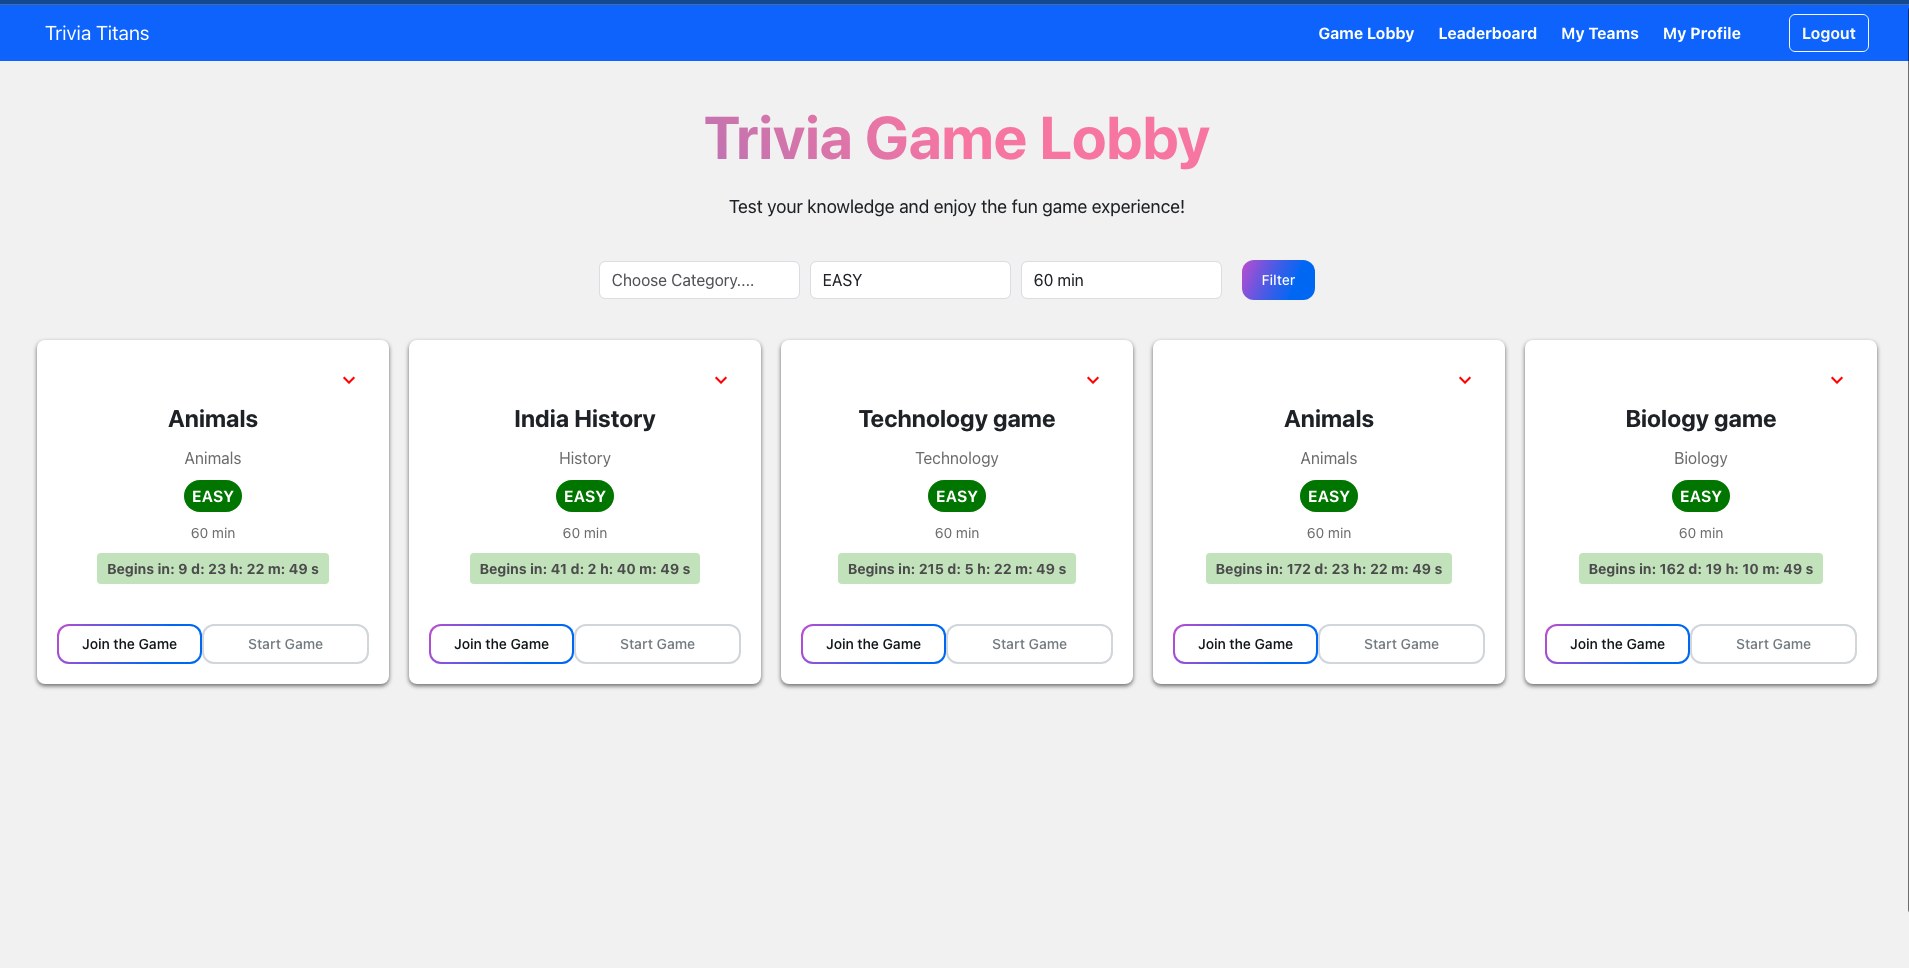 Trivia Titans
Game Lobby Leaderboard My Teams My Profile Logout
Trivia Game Lobby
Test your knowledge and enjoy the fun game experience!
Choose Category.... EASY 60 min Filter
Animals
Animals
EASY
60 min
Begins in: 9 d: 23 h: 22 m: 49 s
Join the Game Start Game
India History
History
EASY
60 min
Begins in: 41 d: 2 h: 40 m: 49 s
Join the Game Start Game
Technology game
Technology
EASY
60 min
Begins in: 215 d: 5 h: 22 m: 49 s
Join the Game Start Game
Animals
Animals
EASY
60 min
Begins in: 172 d: 23 h: 22 m: 49 s
Join the Game Start Game
Biology game
Biology
EASY
60 min
Begins in: 162 d: 19 h: 10 m: 49 s
Join the Game Start Game